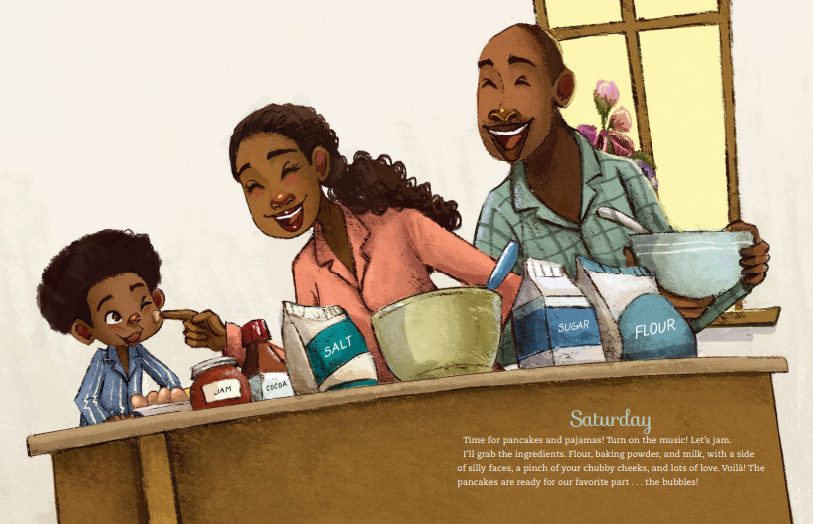 JAM
COCOA
SALT
SUGAR
FLOUR
Saturday
Time for pancakes and pajamas! Turn on the music! Let's jam.
I'll grab the ingredients. Flour, baking powder, and milk, with a side
of silly faces, a pinch of your chubby cheeks, and lots of love. Voilà! The
pancakes are ready for our favorite part . . . the bubbles!